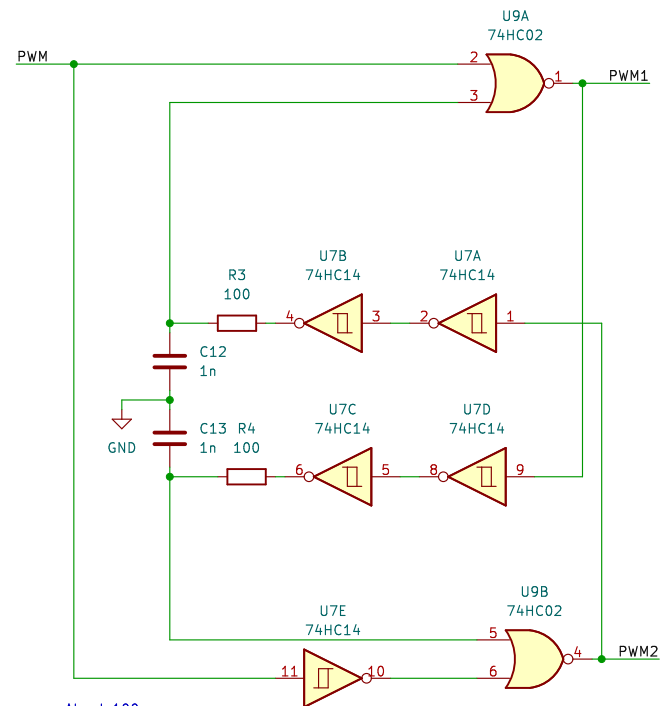 U9A
74HC02
PWM
2
3
1
PWM1
U7B
74HC14
U7A
74HC14
R3
100
4
3
2
1
C12
1n
GND
C13
1n
R4
100
U7C
74HC14
U7D
74HC14
6
5
8
9
U9B
74HC02
U7E
74HC14
5
6
4
PWM2
11
10